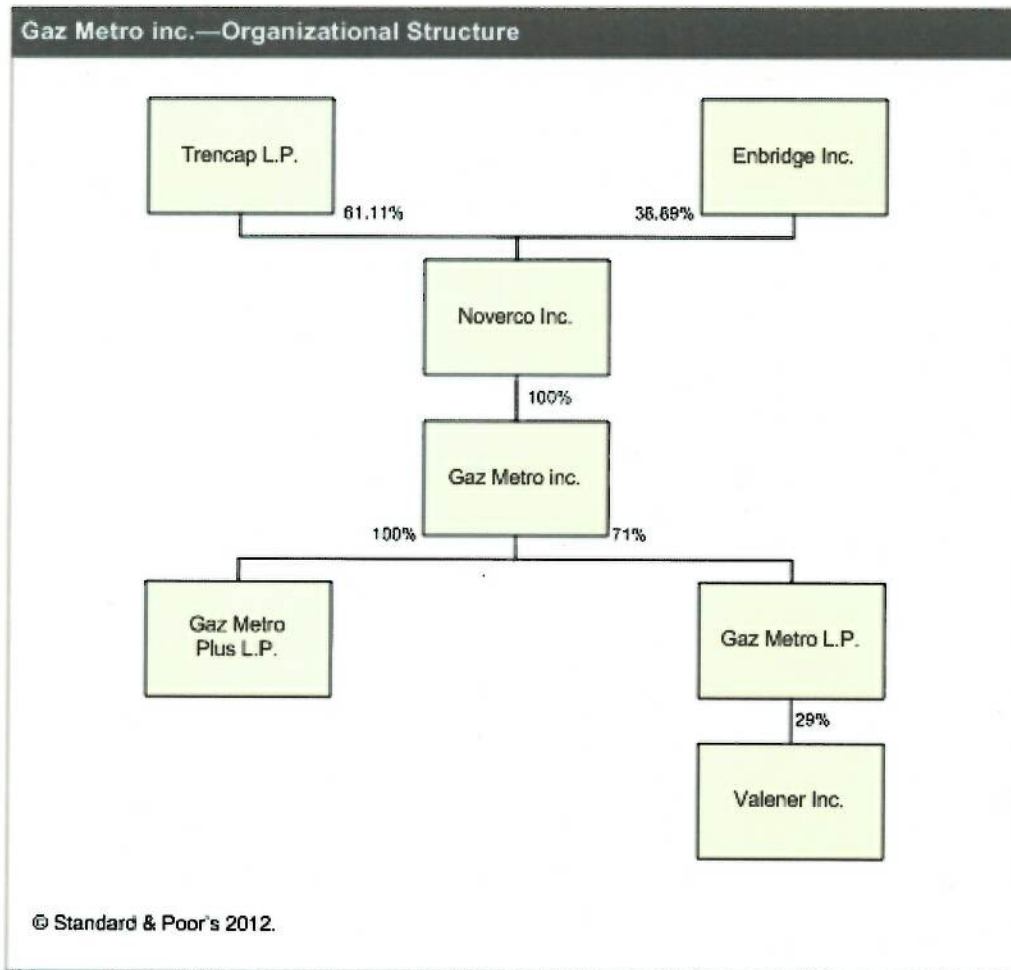 Gaz Metro inc.—Organizational Structure
Trencap L.P.
Enbridge Inc.
61.11%
38.89%
Noverco Inc.
100%
Gaz Metro inc.
100%
71%
Gaz Metro
Plus L.P.
Gaz Metro L.P.
29%
Valener Inc.
© Standard & Poor's 2012.